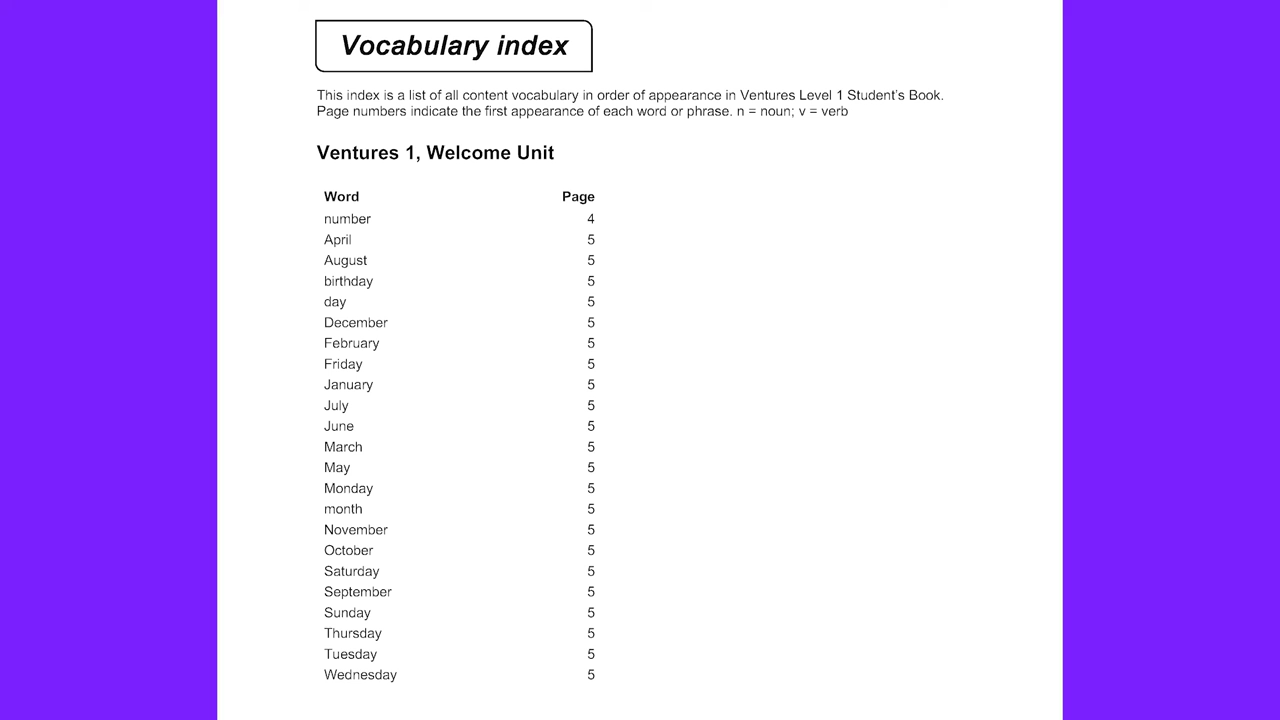 Vocabulary index
This index is a list of all content vocabulary in order of appearance in Ventures Level 1 Student's Book.
Page numbers indicate the first appearance of each word or phrase. n = noun; v = verb
Ventures 1, Welcome Unit
Word Page
number 4
April 5
August 5
birthday 5
day 5
December 5
February 5
Friday 5
January 5
July 5
June 5
March 5
May 5
Monday 5
month 5
November 5
October 5
Saturday 5
September 5
Sunday 5
Thursday 5
Tuesday 5
Wednesday 5